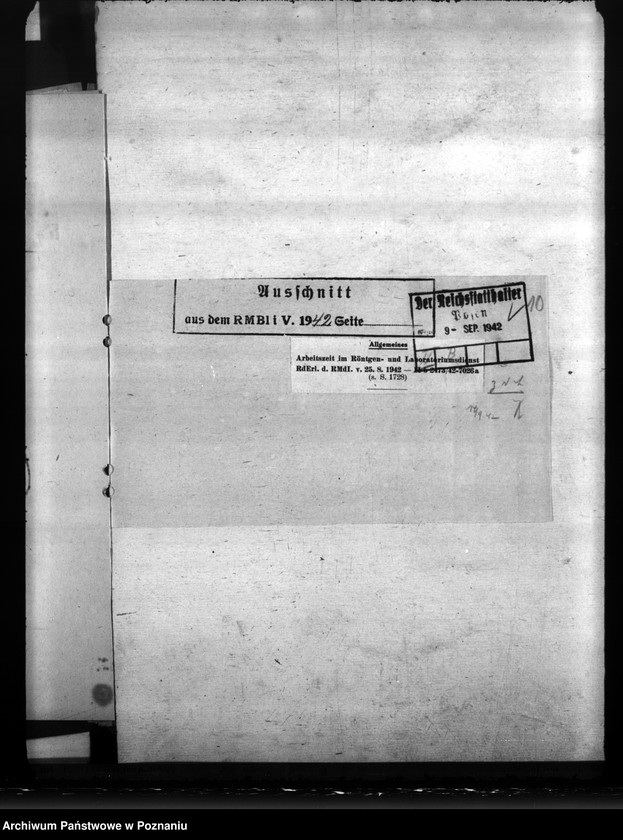 Ausschnitt
aus dem RMBl i V. 1942 Seite
Der Reichsstatthalter
Posen
9- SEP. 1942
10
Allgemeines
Arbeitszeit im Röntgen- und Laboratoriumsdienst
RdErl. d. RMdI. v. 25. 8. 1942 —
(s. S. 1728)
Archiwum Państwowe w Poznaniu